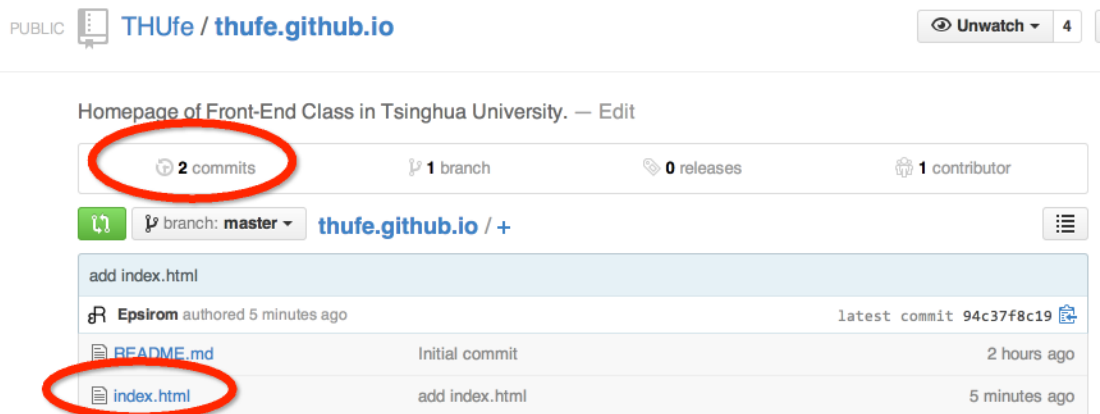 PUBLIC THUfe / thufe.github.io Unwatch 4
Homepage of Front-End Class in Tsinghua University. — Edit
2 commits 1 branch 0 releases 1 contributor
branch: master thufe.github.io / +
add index.html
Epsirom authored 5 minutes ago latest commit 94c37f8c19
README.md Initial commit 2 hours ago
index.html add index.html 5 minutes ago